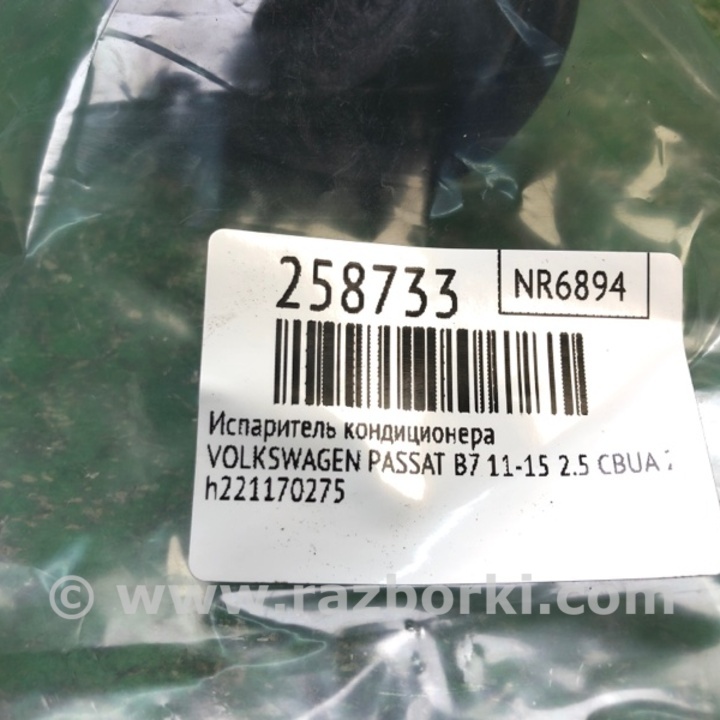 258733
NR6894
Испаритель кондиционера
VOLKSWAGEN PASSAT B7 11-15 2.5 CBUA
h221170275
© www.razborki.com